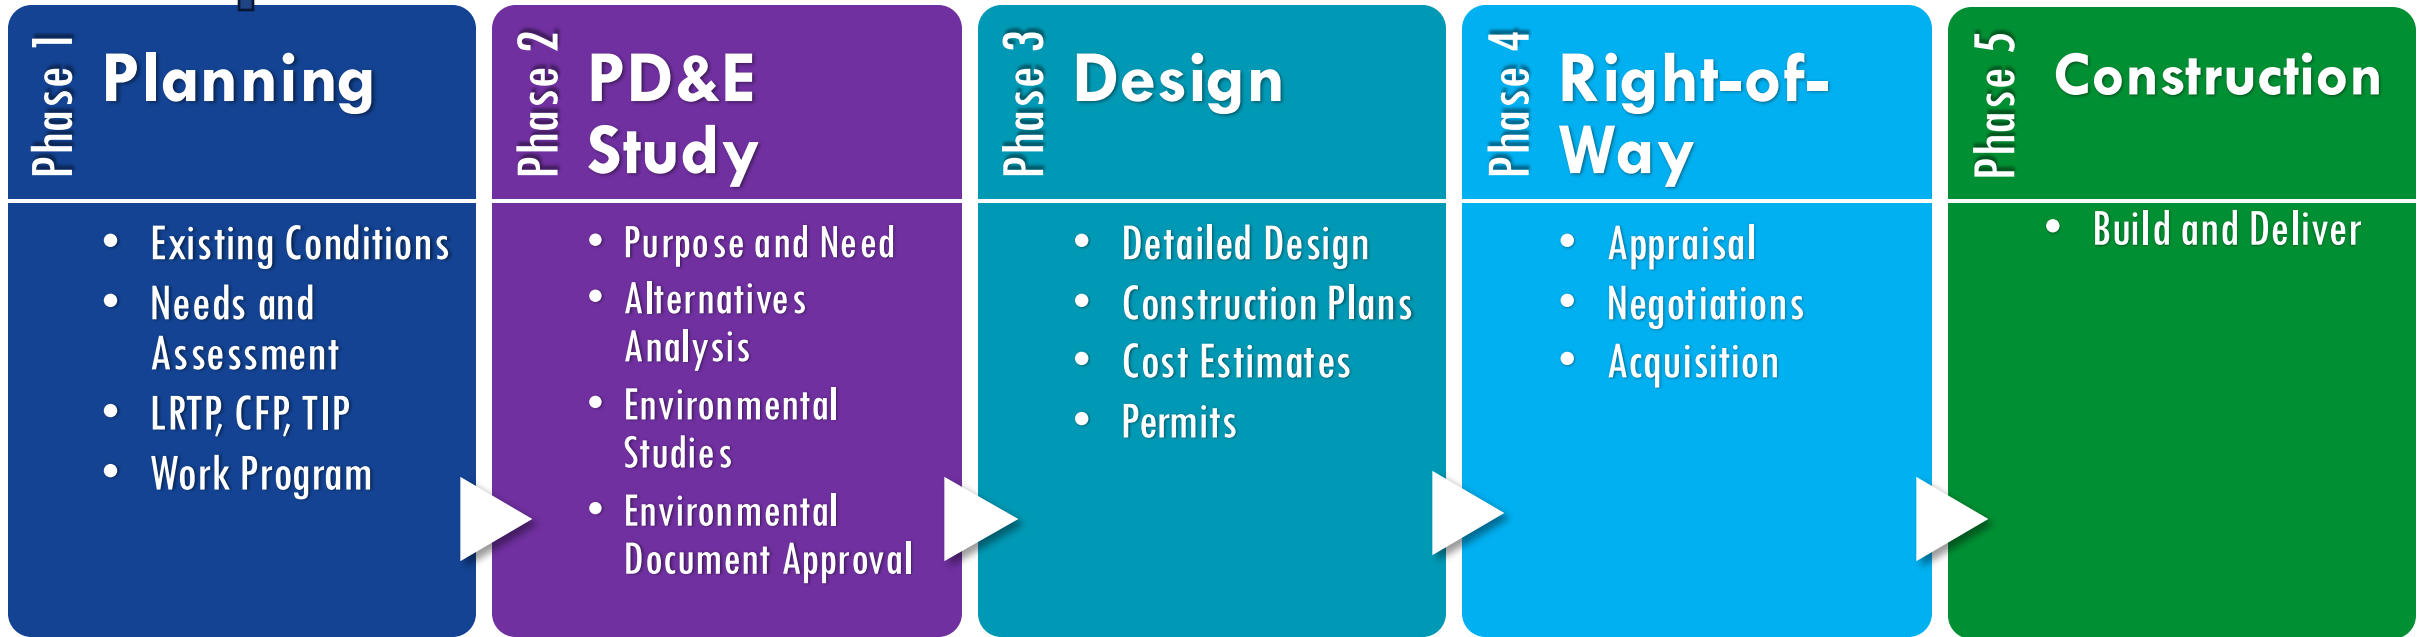 Phase 1
Planning
• Existing Conditions
• Needs and
Assessment
• LRTP, CFP, TIP
• Work Program
Phase 2
PD&E
Study
• Purpose and Need
• Alternatives
Analysis
• Environmental
Studies
• Environmental
Document Approval
Phase 3
Design
• Detailed Design
• Construction Plans
• Cost Estimates
• Permits
Phase 4
Right-of-
Way
• Appraisal
• Negotiations
• Acquisition
Phase 5
Construction
• Build and Deliver